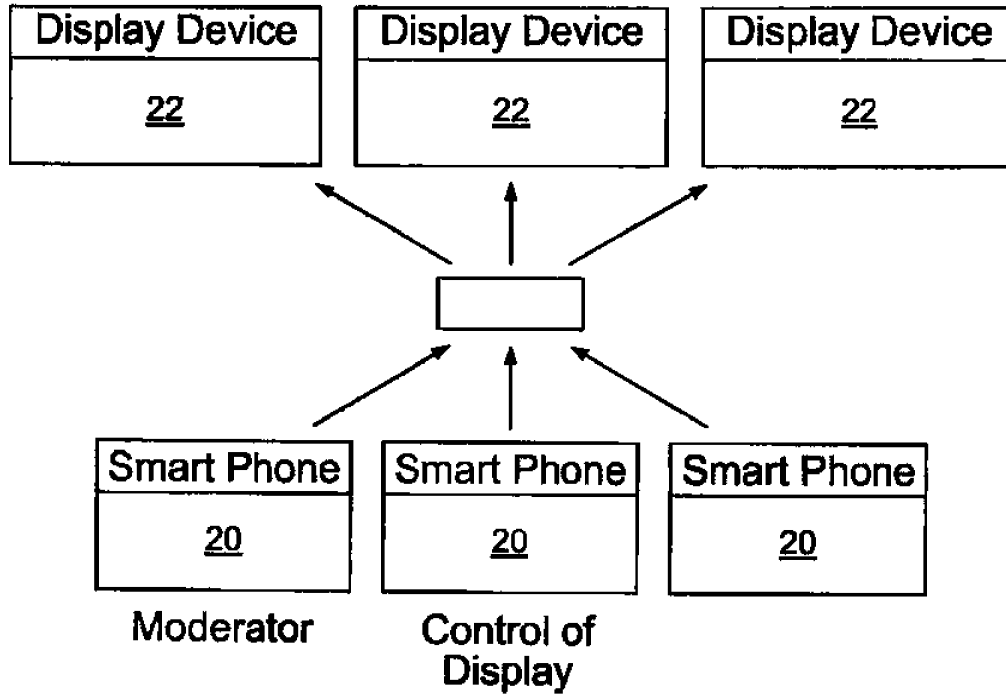 Display Device
Display Device
Display Device
22
22
22
Smart Phone
Smart Phone
Smart Phone
20
20
20
Moderator
Control of
Display